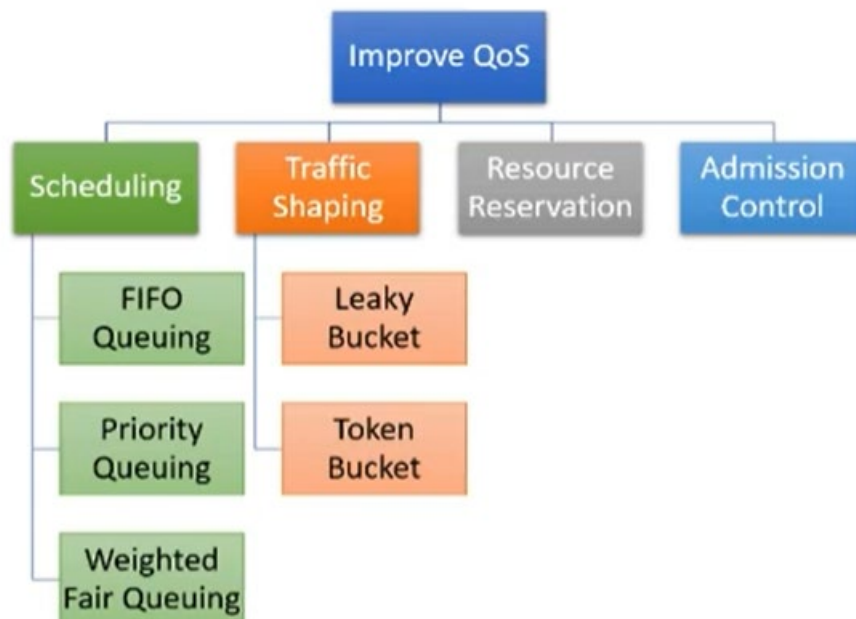 Improve QoS
Scheduling
Traffic
Shaping
Resource
Reservation
Admission
Control
FIFO
Queuing
Leaky
Bucket
Priority
Queuing
Token
Bucket
Weighted
Fair Queuing